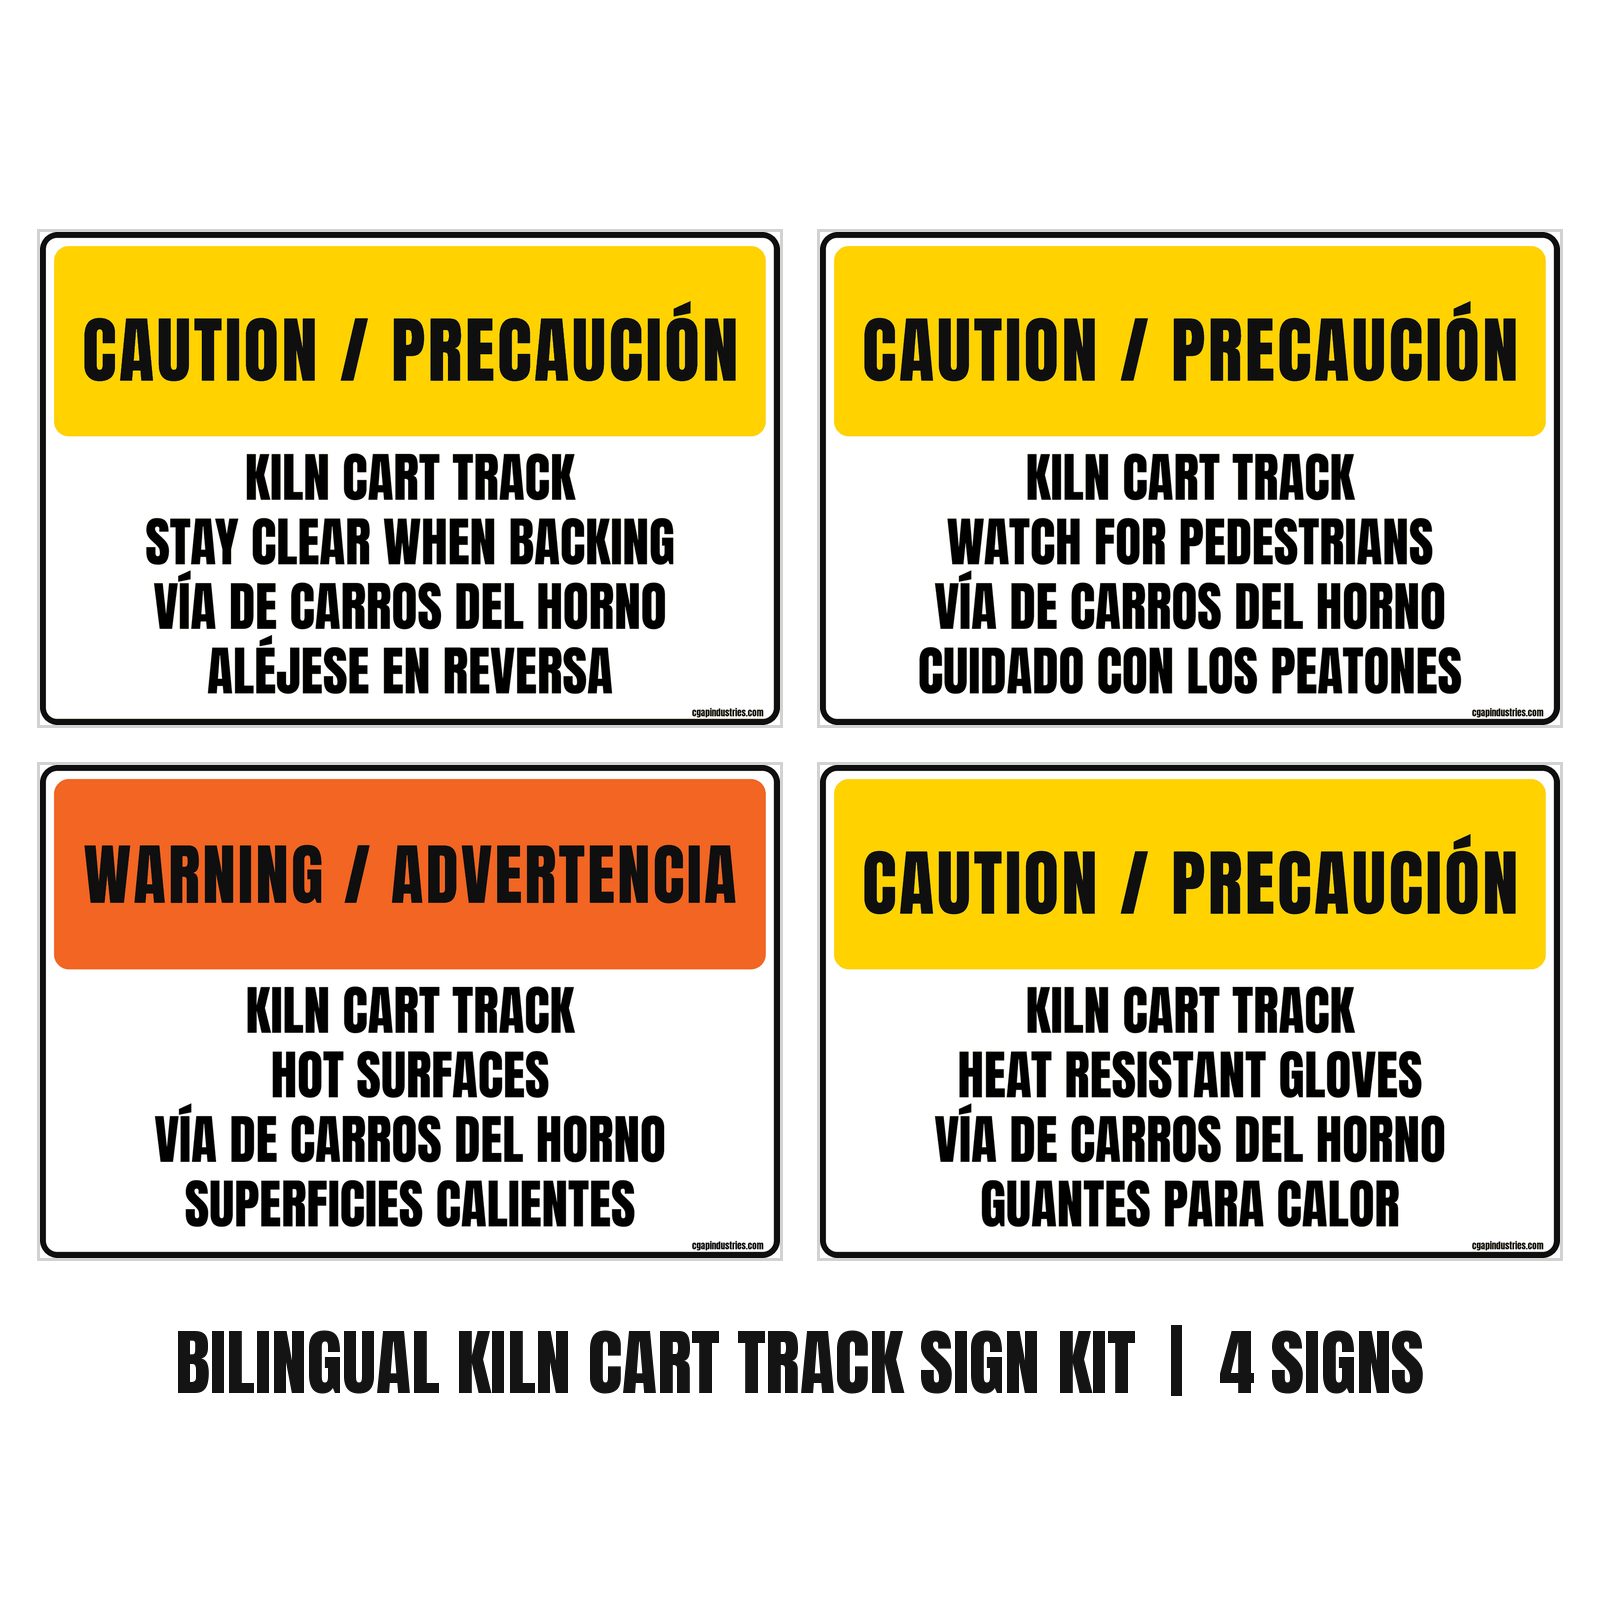 CAUTION / PRECAUCIÓN
KILN CART TRACK
STAY CLEAR WHEN BACKING
VÍA DE CARROS DEL HORNO
ALÉJESE EN REVERSA
cgapindustries.com
CAUTION / PRECAUCIÓN
KILN CART TRACK
WATCH FOR PEDESTRIANS
VÍA DE CARROS DEL HORNO
CUIDADO CON LOS PEATONES
cgapindustries.com
WARNING / ADVERTENCIA
KILN CART TRACK
HOT SURFACES
VÍA DE CARROS DEL HORNO
SUPERFICIES CALIENTES
cgapindustries.com
CAUTION / PRECAUCIÓN
KILN CART TRACK
HEAT RESISTANT GLOVES
VÍA DE CARROS DEL HORNO
GUANTES PARA CALOR
cgapindustries.com
BILINGUAL KILN CART TRACK SIGN KIT | 4 SIGNS